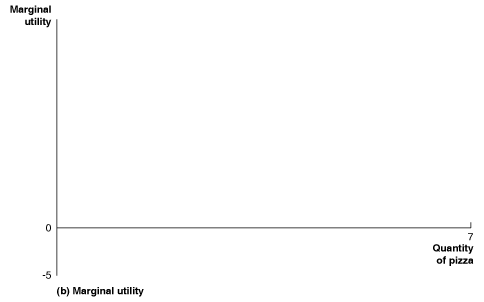 Marginal
utility
0
7
Quantity
of pizza
-5
(b) Marginal utility